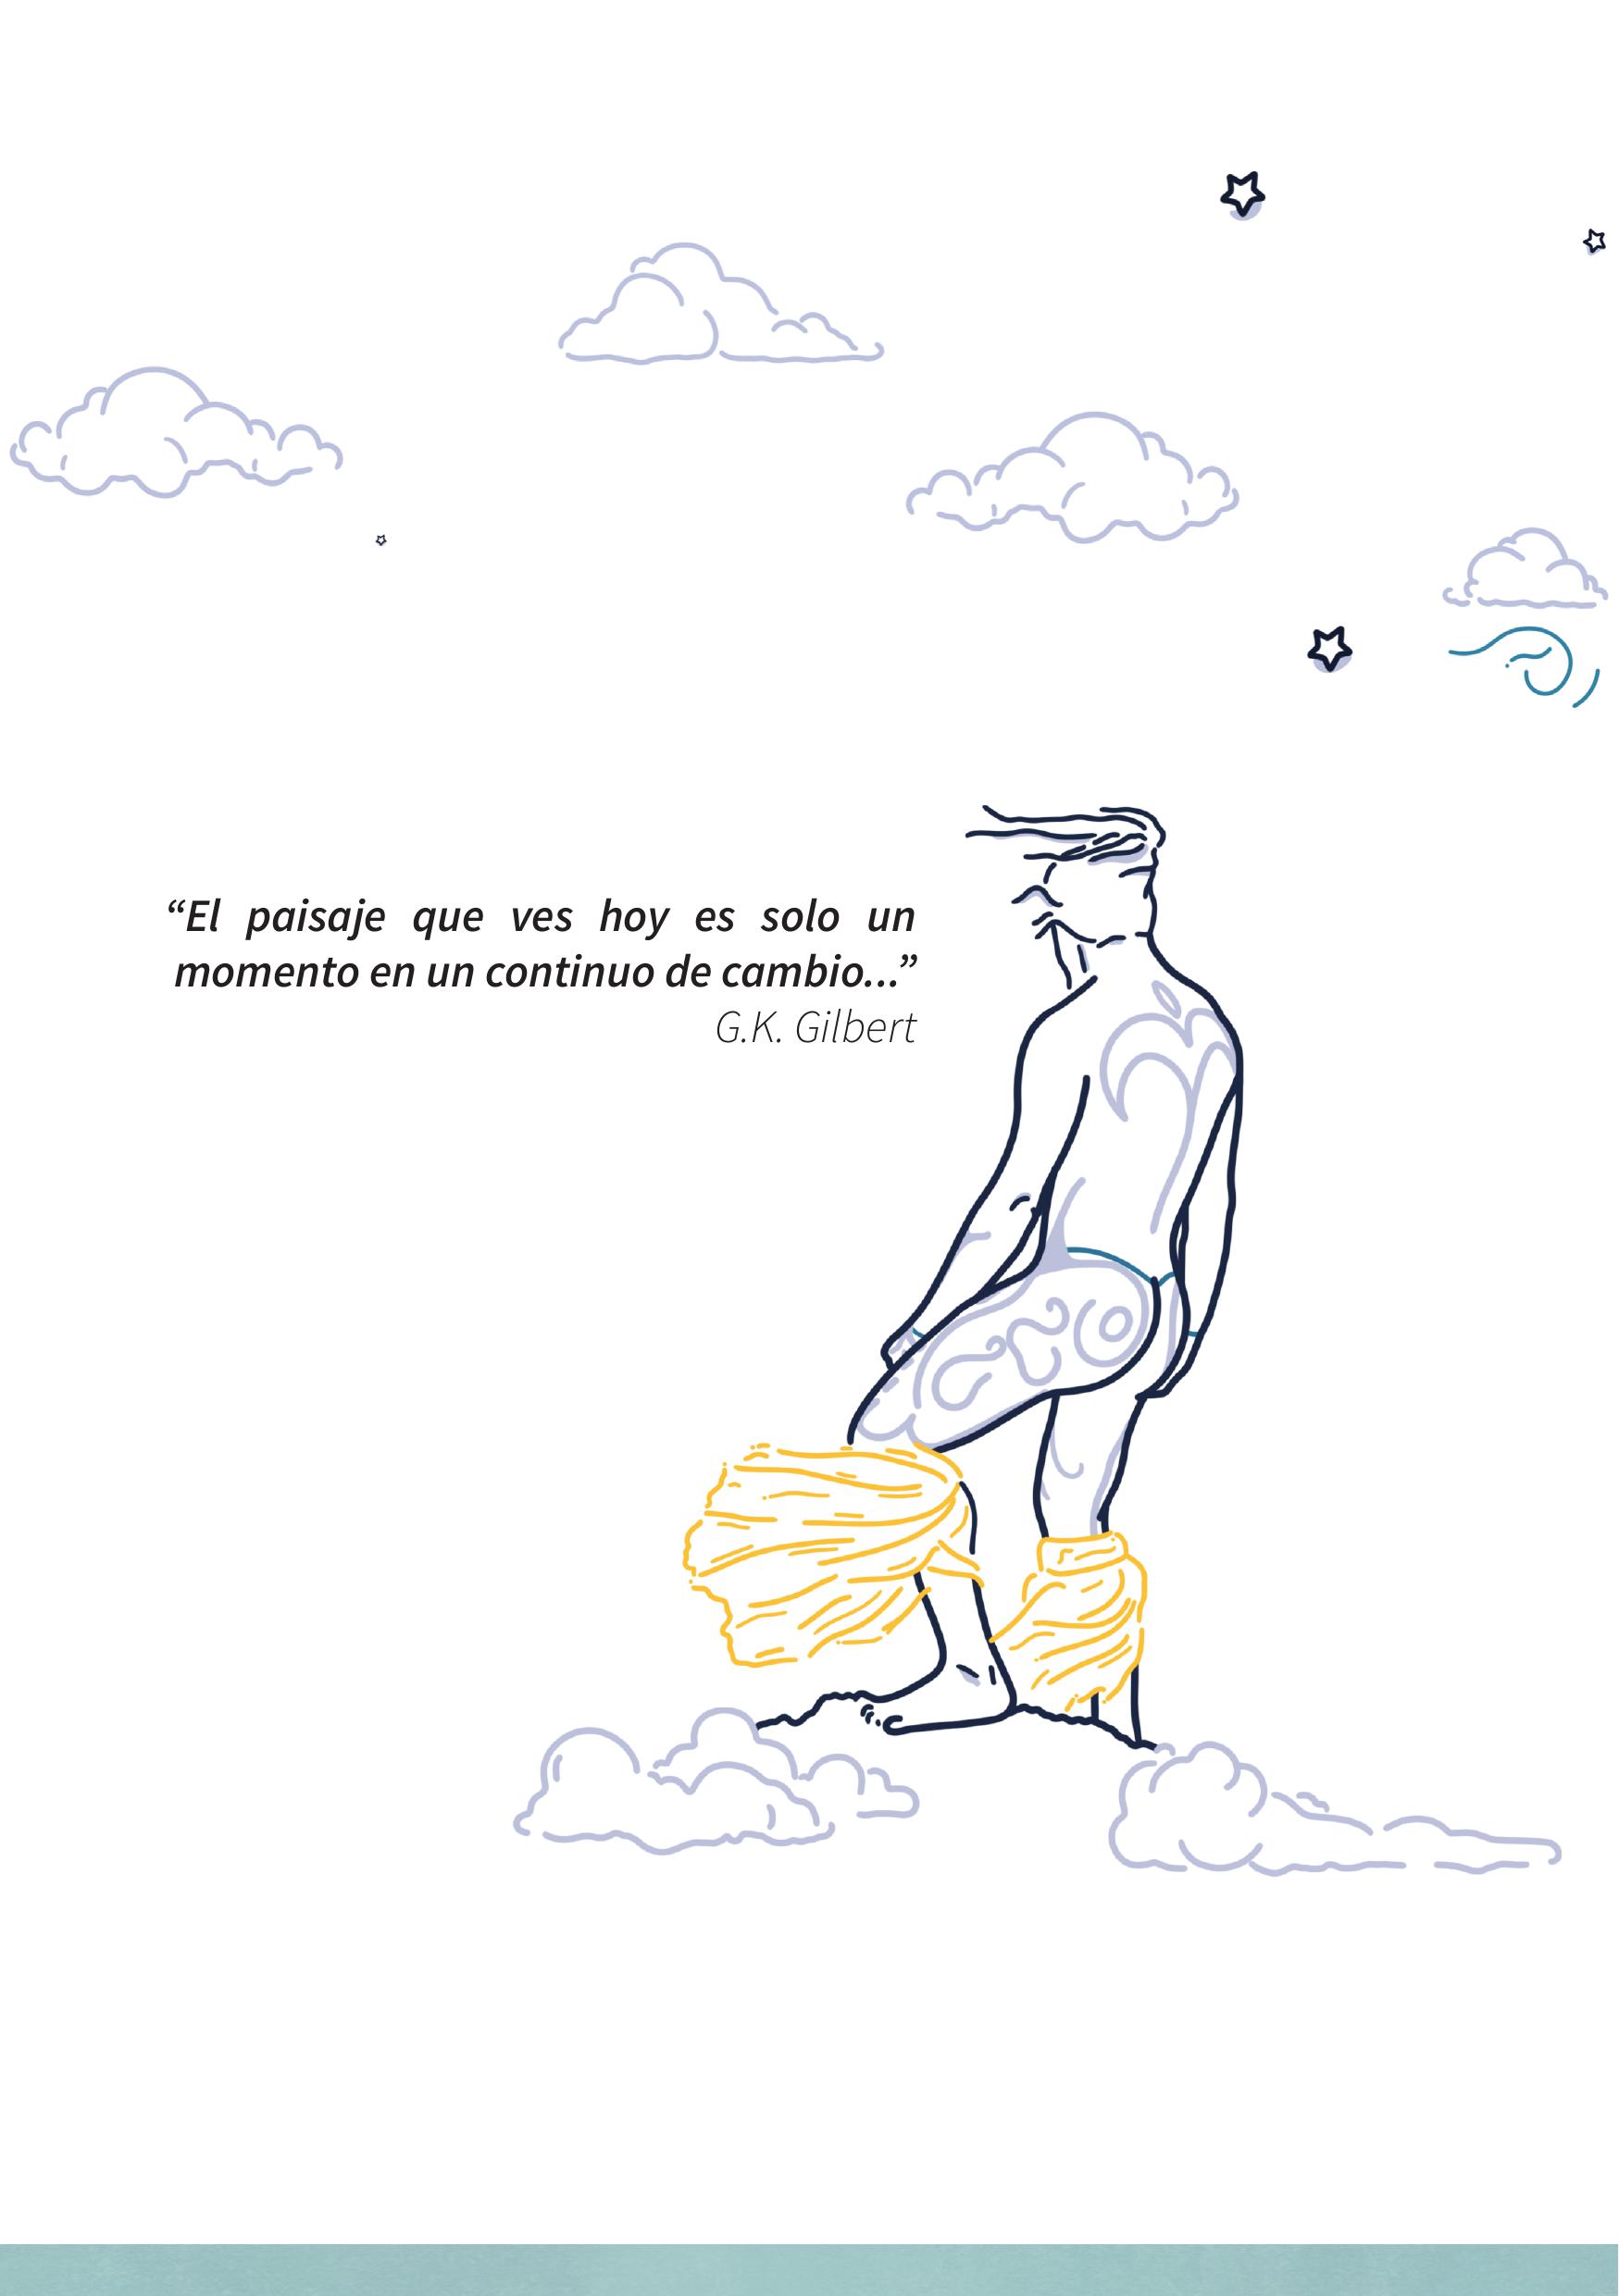 “El paisaje que ves hoy es solo un
momento en un continuo de cambio...”
G.K. Gilbert